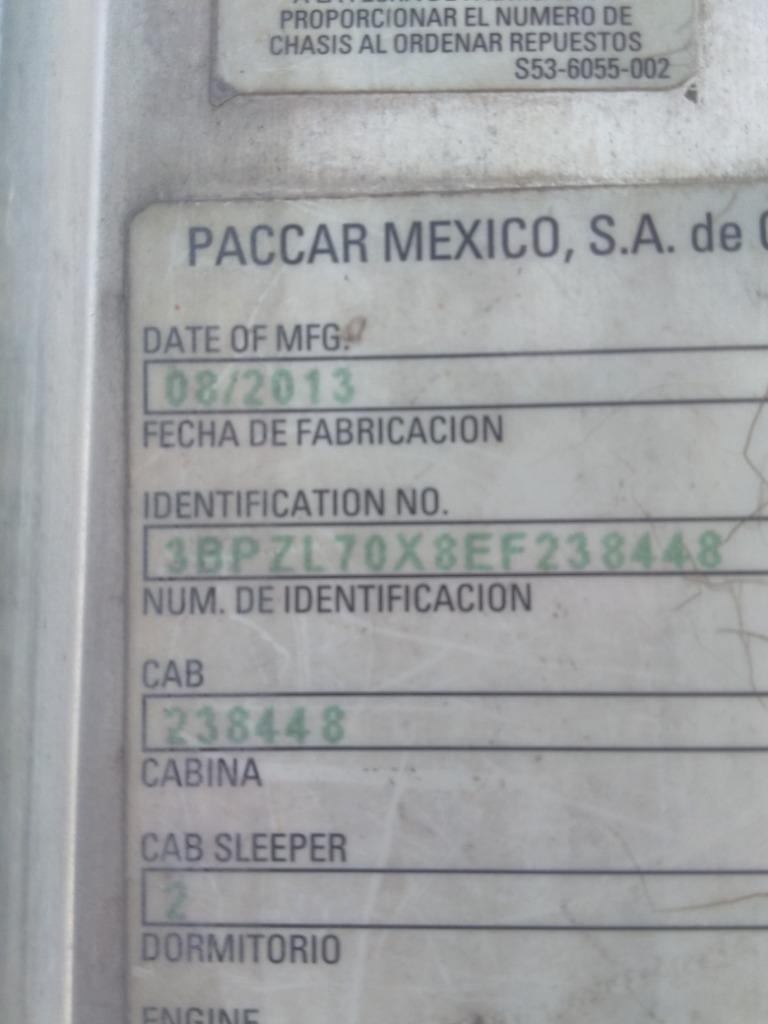 PROPORCIONAR EL NUMERO DE
CHASIS AL ORDENAR REPUESTOS
S53-6055-002
PACCAR MEXICO, S.A. de
DATE OF MFG.
08/2013
FECHA DE FABRICACION
IDENTIFICATION NO.
3BPZL70X8EF238448
NUM. DE IDENTIFICACION
CAB
238448
CABINA
CAB SLEEPER
2
DORMITORIO
ENGINE